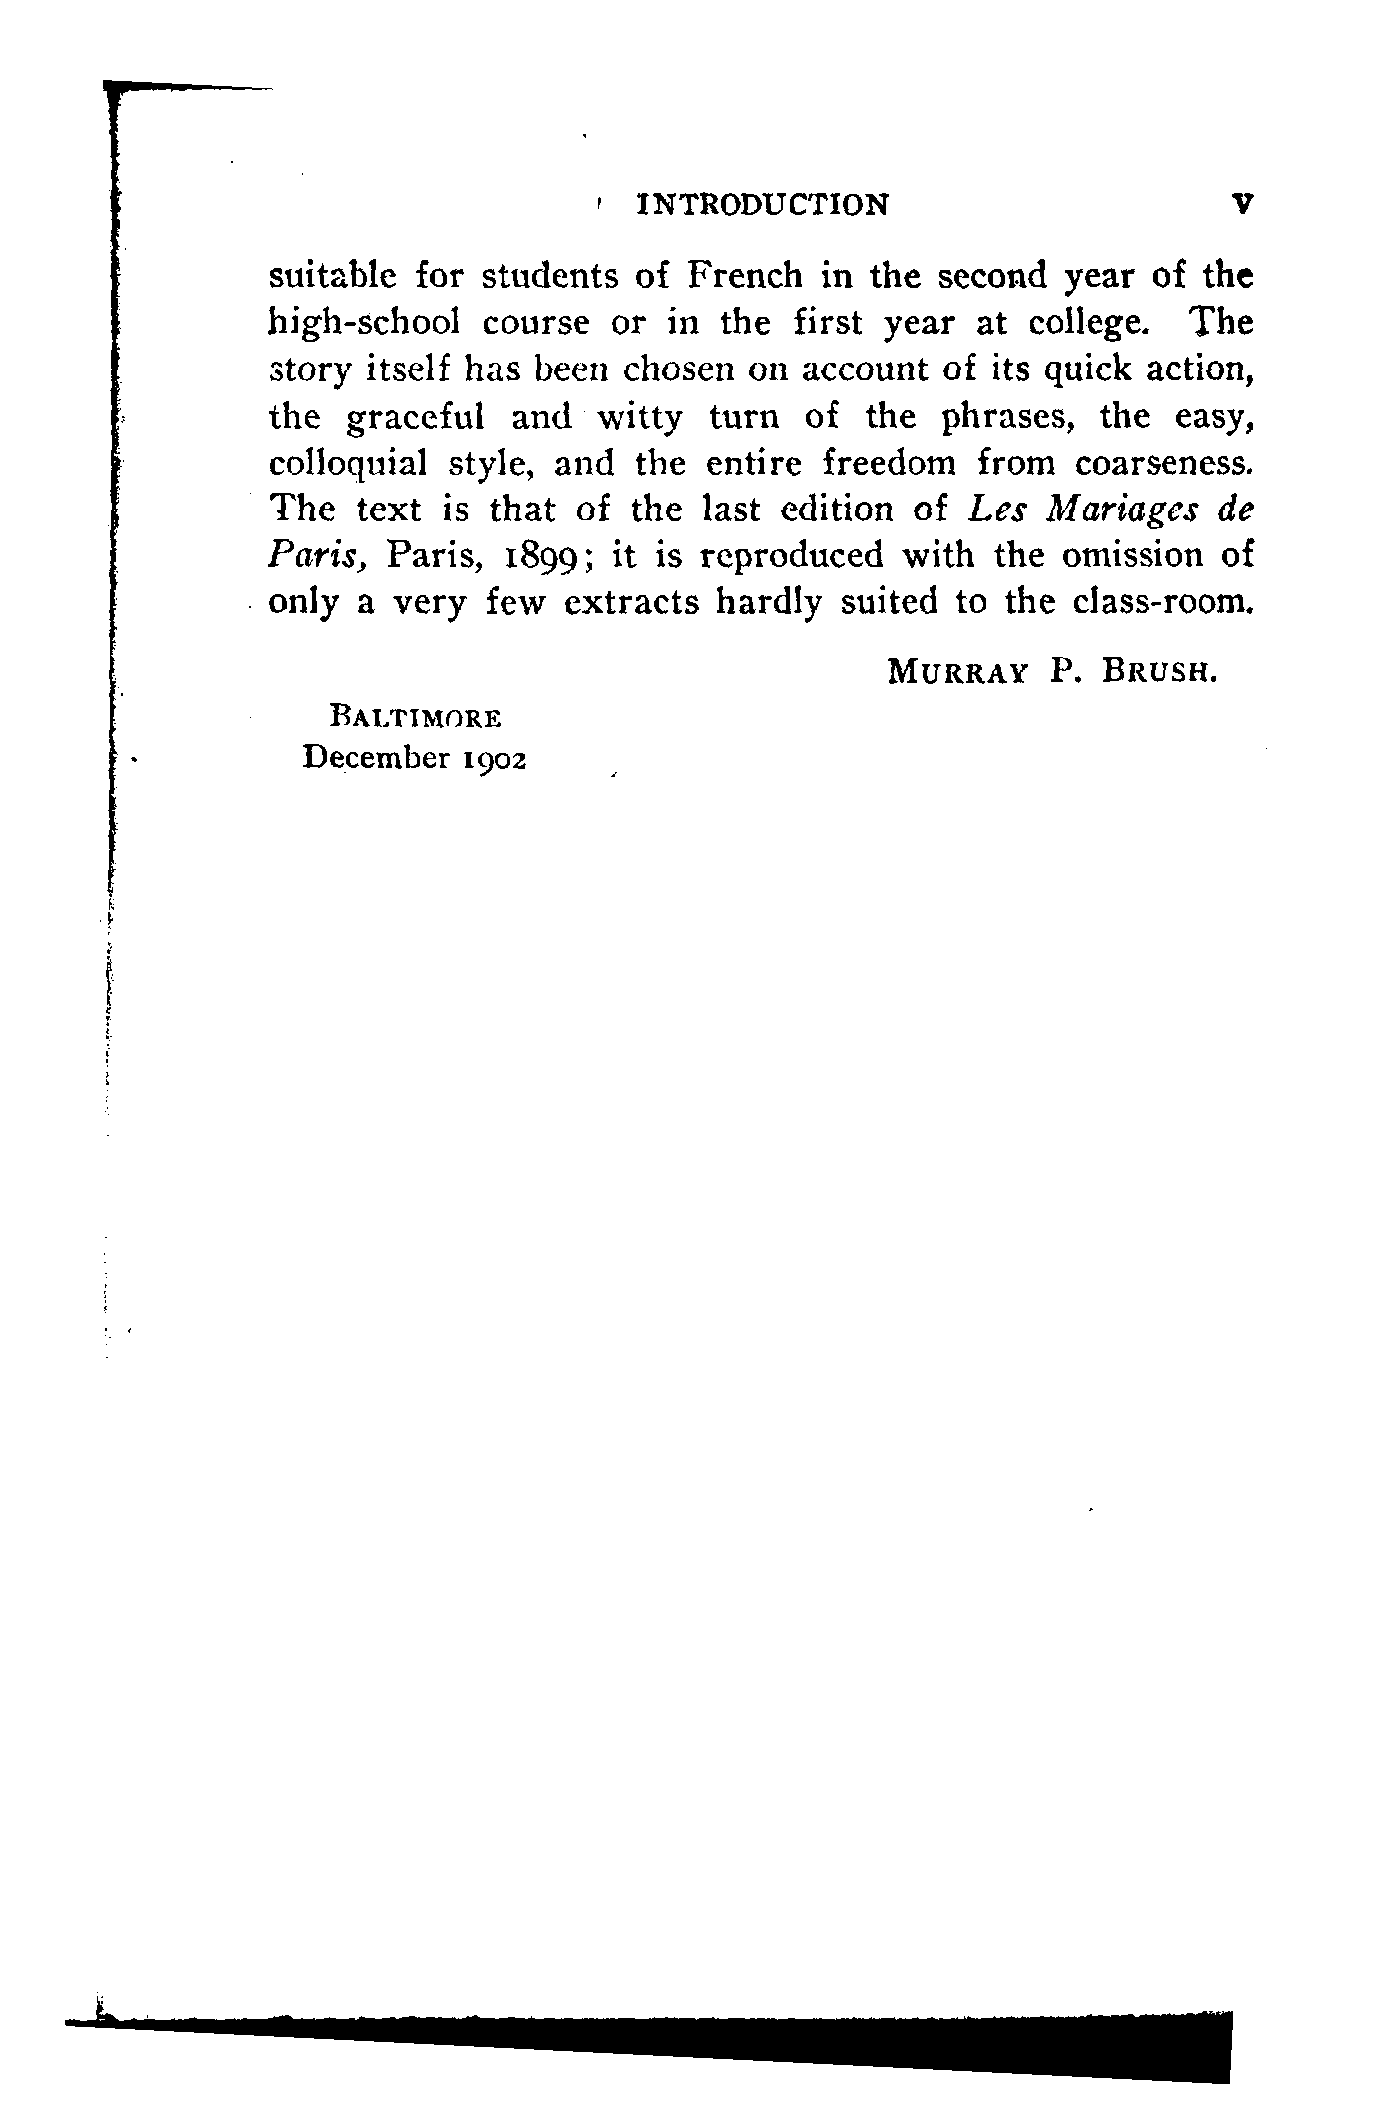 INTRODUCTION V
suitable for students of French in the second year of the
high-school course or in the first year at college. The
story itself has been chosen on account of its quick action,
the graceful and witty turn of the phrases, the easy,
colloquial style, and the entire freedom from coarseness.
The text is that of the last edition of Les Mariages de
Paris, Paris, 1899; it is reproduced with the omission of
only a very few extracts hardly suited to the class-room.
MURRAY P. BRUSH.
BALTIMORE
December 1902